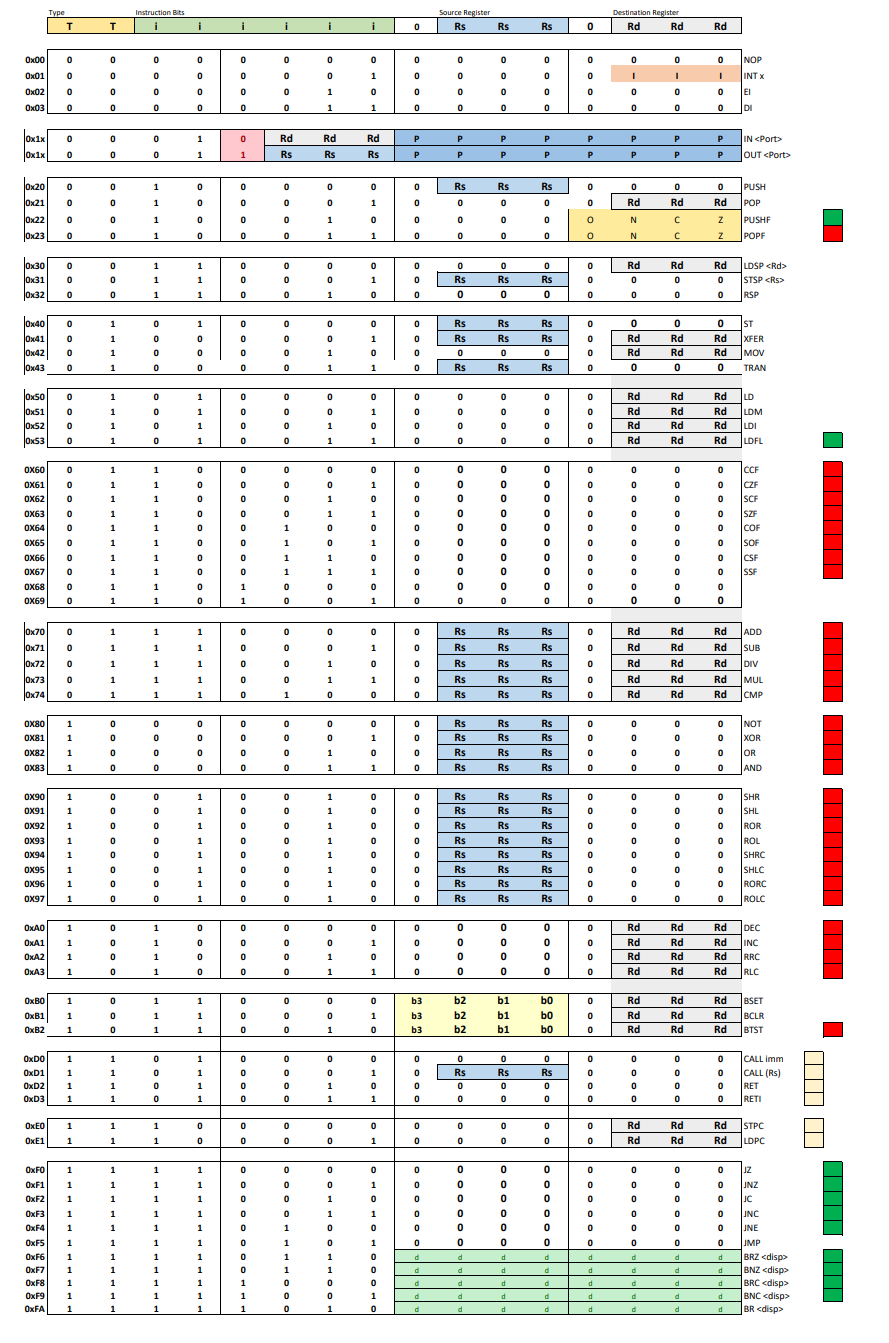 Type Instruction Bits Source Register Destination Register
T T i i i i i i 0 Rs Rs Rs 0 Rd Rd Rd
0x00 0 0 0 0 0 0 0 0 0 0 0 0 0 0 0 0 NOP
0x01 0 0 0 0 0 0 0 1 0 0 0 0 0 I I I INT x
0x02 0 0 0 0 0 0 1 0 0 0 0 0 0 0 0 0 EI
0x03 0 0 0 0 0 0 1 1 0 0 0 0 0 0 0 0 DI
0x1x 0 0 0 1 0 Rd Rd Rd P P P P P P P P IN <Port>
0x1x 0 0 0 1 1 Rs Rs Rs P P P P P P P P OUT <Port>
0x20 0 0 1 0 0 0 0 0 0 Rs Rs Rs 0 0 0 0 PUSH
0x21 0 0 1 0 0 0 0 1 0 0 0 0 0 Rd Rd Rd POP
0x22 0 0 1 0 0 0 1 0 0 0 0 0 O N C Z PUSHF
0x23 0 0 1 0 0 0 1 1 0 0 0 0 O N C Z POPF
0x30 0 0 1 1 0 0 0 0 0 0 0 0 0 Rd Rd Rd LDSP <Rd>
0x31 0 0 1 1 0 0 0 1 0 Rs Rs Rs 0 0 0 0 STSP <Rs>
0x32 0 0 1 1 0 0 1 0 0 0 0 0 0 0 0 0 RSP
0x40 0 1 0 1 0 0 0 0 0 Rs Rs Rs 0 0 0 0 ST
0x41 0 1 0 0 0 0 0 1 0 Rs Rs Rs 0 Rd Rd Rd XFER
0x42 0 1 0 0 0 0 1 0 0 0 0 0 0 Rd Rd Rd MOV
0x43 0 1 0 0 0 0 1 1 0 Rs Rs Rs 0 0 0 0 TRAN
0x50 0 1 0 1 0 0 0 0 0 0 0 0 0 Rd Rd Rd LD
0x51 0 1 0 1 0 0 0 1 0 0 0 0 0 Rd Rd Rd LDM
0x52 0 1 0 1 0 0 1 0 0 0 0 0 0 Rd Rd Rd LDI
0x53 0 1 0 1 0 0 1 1 0 0 0 0 0 Rd Rd Rd LDFL
0X60 0 1 1 0 0 0 0 0 0 0 0 0 0 0 0 0 CCF
0X61 0 1 1 0 0 0 0 1 0 0 0 0 0 0 0 0 CZF
0X62 0 1 1 0 0 0 1 0 0 0 0 0 0 0 0 0 SCF
0X63 0 1 1 0 0 0 1 1 0 0 0 0 0 0 0 0 SZF
0X64 0 1 1 0 0 1 0 0 0 0 0 0 0 0 0 0 COF
0X65 0 1 1 0 0 1 0 1 0 0 0 0 0 0 0 0 SOF
0X66 0 1 1 0 0 1 1 0 0 0 0 0 0 0 0 0 CSF
0X67 0 1 1 0 0 1 1 1 0 0 0 0 0 0 0 0 SSF
0X68 0 1 1 0 1 0 0 0 0 0 0 0 0 0 0 0
0X69 0 1 1 0 1 0 0 1 0 0 0 0 0 0 0 0
0x70 0 1 1 1 0 0 0 0 0 Rs Rs Rs 0 Rd Rd Rd ADD
0x71 0 1 1 1 0 0 0 1 0 Rs Rs Rs 0 Rd Rd Rd SUB
0x72 0 1 1 1 0 0 1 0 0 Rs Rs Rs 0 Rd Rd Rd DIV
0x73 0 1 1 1 0 0 1 1 0 Rs Rs Rs 0 Rd Rd Rd MUL
0x74 0 1 1 1 0 1 0 0 0 Rs Rs Rs 0 Rd Rd Rd CMP
0X80 1 0 0 0 0 0 0 0 0 Rs Rs Rs 0 0 0 0 NOT
0X81 1 0 0 0 0 0 0 1 0 Rs Rs Rs 0 0 0 0 XOR
0X82 1 0 0 0 0 0 1 0 0 Rs Rs Rs 0 0 0 0 OR
0X83 1 0 0 0 0 0 1 1 0 Rs Rs Rs 0 0 0 0 AND
0X90 1 0 0 1 0 0 1 0 0 Rs Rs Rs 0 0 0 0 SHR
0X91 1 0 0 1 0 0 1 0 0 Rs Rs Rs 0 0 0 0 SHL
0X92 1 0 0 1 0 0 1 0 0 Rs Rs Rs 0 0 0 0 ROR
0X93 1 0 0 1 0 0 1 0 0 Rs Rs Rs 0 0 0 0 ROL
0X94 1 0 0 1 0 0 1 0 0 Rs Rs Rs 0 0 0 0 SHRC
0X95 1 0 0 1 0 0 1 0 0 Rs Rs Rs 0 0 0 0 SHLC
0X96 1 0 0 1 0 0 1 0 0 Rs Rs Rs 0 0 0 0 RORC
0X97 1 0 0 1 0 0 1 0 0 Rs Rs Rs 0 0 0 0 ROLC
0xA0 1 0 1 0 0 0 0 0 0 0 0 0 0 Rd Rd Rd DEC
0xA1 1 0 1 0 0 0 0 1 0 0 0 0 0 Rd Rd Rd INC
0xA2 1 0 1 0 0 0 1 0 0 0 0 0 0 Rd Rd Rd RRC
0xA3 1 0 1 0 0 0 1 1 0 0 0 0 0 Rd Rd Rd RLC
0xB0 1 0 1 1 0 0 0 0 b3 b2 b1 b0 0 Rd Rd Rd BSET
0xB1 1 0 1 1 0 0 0 1 b3 b2 b1 b0 0 Rd Rd Rd BCLR
0xB2 1 0 1 1 0 0 1 0 b3 b2 b1 b0 0 Rd Rd Rd BTST
0xD0 1 1 0 1 0 0 0 0 0 0 0 0 0 0 0 0 CALL imm
0xD1 1 1 0 1 0 0 0 1 0 Rs Rs Rs 0 0 0 0 CALL (Rs)
0xD2 1 1 0 1 0 0 1 0 0 0 0 0 0 0 0 0 RET
0xD3 1 1 0 1 0 0 1 1 0 0 0 0 0 0 0 0 RETI
0xE0 1 1 1 0 0 0 0 0 0 0 0 0 0 Rd Rd Rd STPC
0xE1 1 1 1 0 0 0 0 1 0 0 0 0 0 Rd Rd Rd LDPC
0xF0 1 1 1 1 0 0 0 0 0 0 0 0 0 0 0 0 JZ
0xF1 1 1 1 1 0 0 0 1 0 0 0 0 0 0 0 0 JNZ
0xF2 1 1 1 1 0 0 1 0 0 0 0 0 0 0 0 0 JC
0xF3 1 1 1 1 0 0 1 1 0 0 0 0 0 0 0 0 JNC
0xF4 1 1 1 1 0 1 0 0 0 0 0 0 0 0 0 0 JNE
0xF5 1 1 1 1 0 1 0 1 0 0 0 0 0 0 0 0 JMP
0xF6 1 1 1 1 0 1 1 0 d d d d d d d d BRZ <disp>
0xF7 1 1 1 1 0 1 1 0 d d d d d d d d BNZ <disp>
0xF8 1 1 1 1 1 0 0 0 d d d d d d d d BRC <disp>
0xF9 1 1 1 1 1 0 0 1 d d d d d d d d BNC <disp>
0xFA 1 1 1 1 1 0 1 0 d d d d d d d d BR <disp>